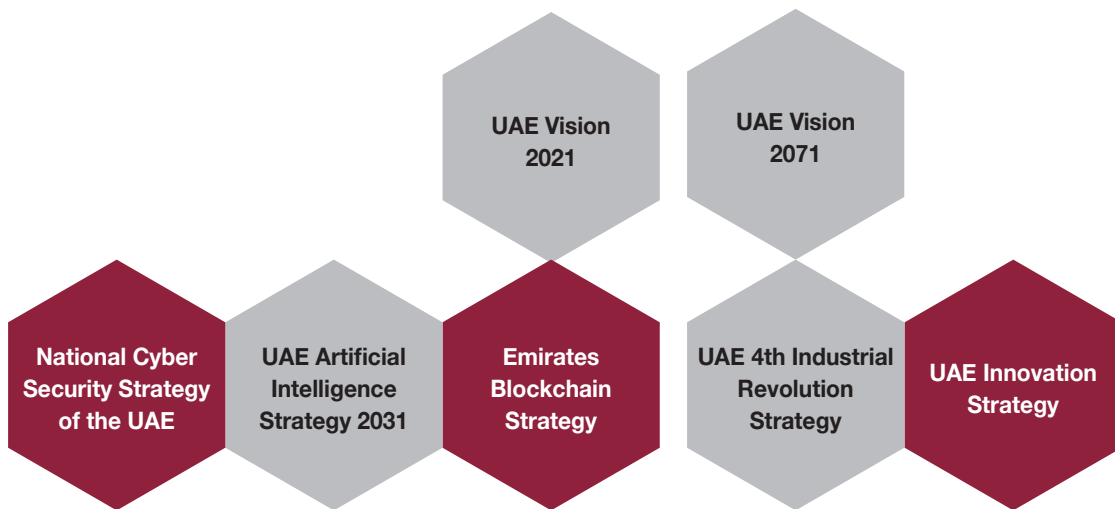 UAE Vision
2021
UAE Vision
2071
National Cyber
Security Strategy
of the UAE
UAE Artificial
Intelligence
Strategy 2031
Emirates
Blockchain
Strategy
UAE 4th Industrial
Revolution
Strategy
UAE Innovation
Strategy